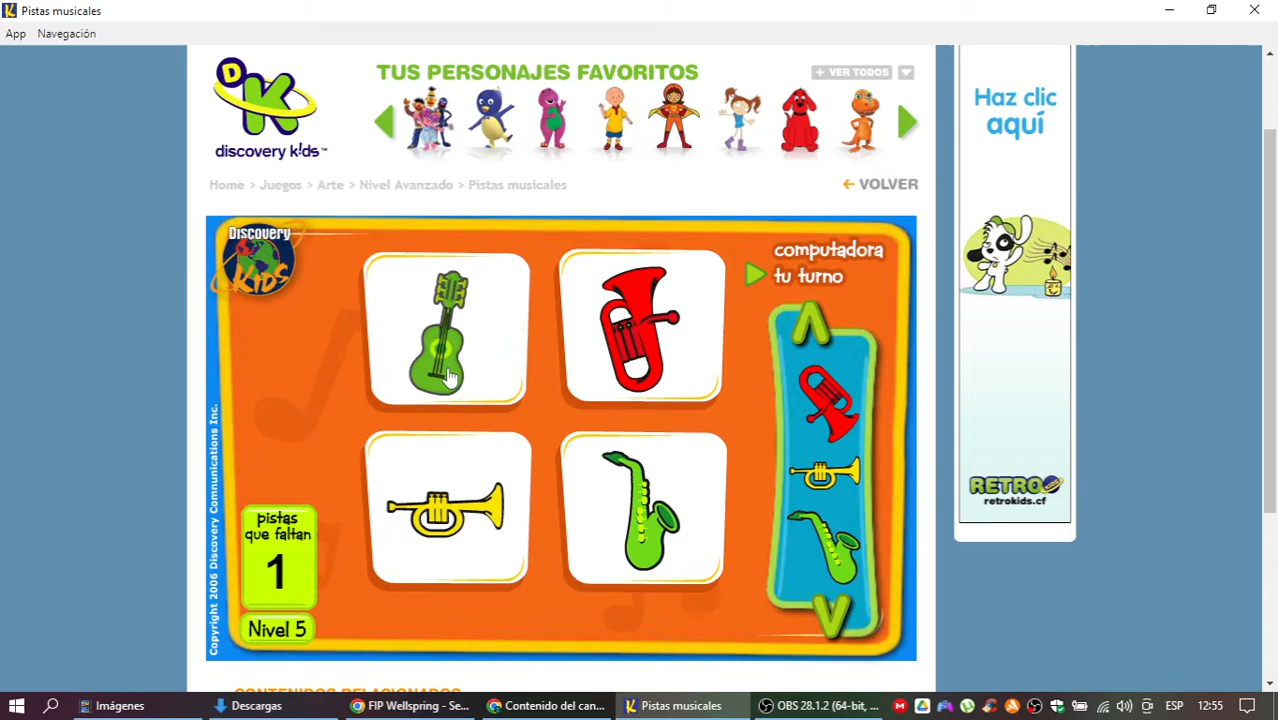 Pistas musicales
App Navegación
D
K
discovery k!ds™
TUS PERSONAJES FAVORITOS
+ VER TODOS
Haz clic
aquí
Home > Juegos > Arte > Nivel Avanzado > Pistas musicales
← VOLVER
Discovery
KIDS
computadora
tu turno
pistas
que faltan
1
Nivel 5
Copyright 2006 Discovery Communications Inc.
RETRO
retrokids.cf
CONTENIDOS RELACIONADOS
Imágenes
Descargas
FIP Wellspring - Se...
Contenido del can...
Pistas musicales
OBS 28.1.2 (64-bit, ...
ESP
12:55